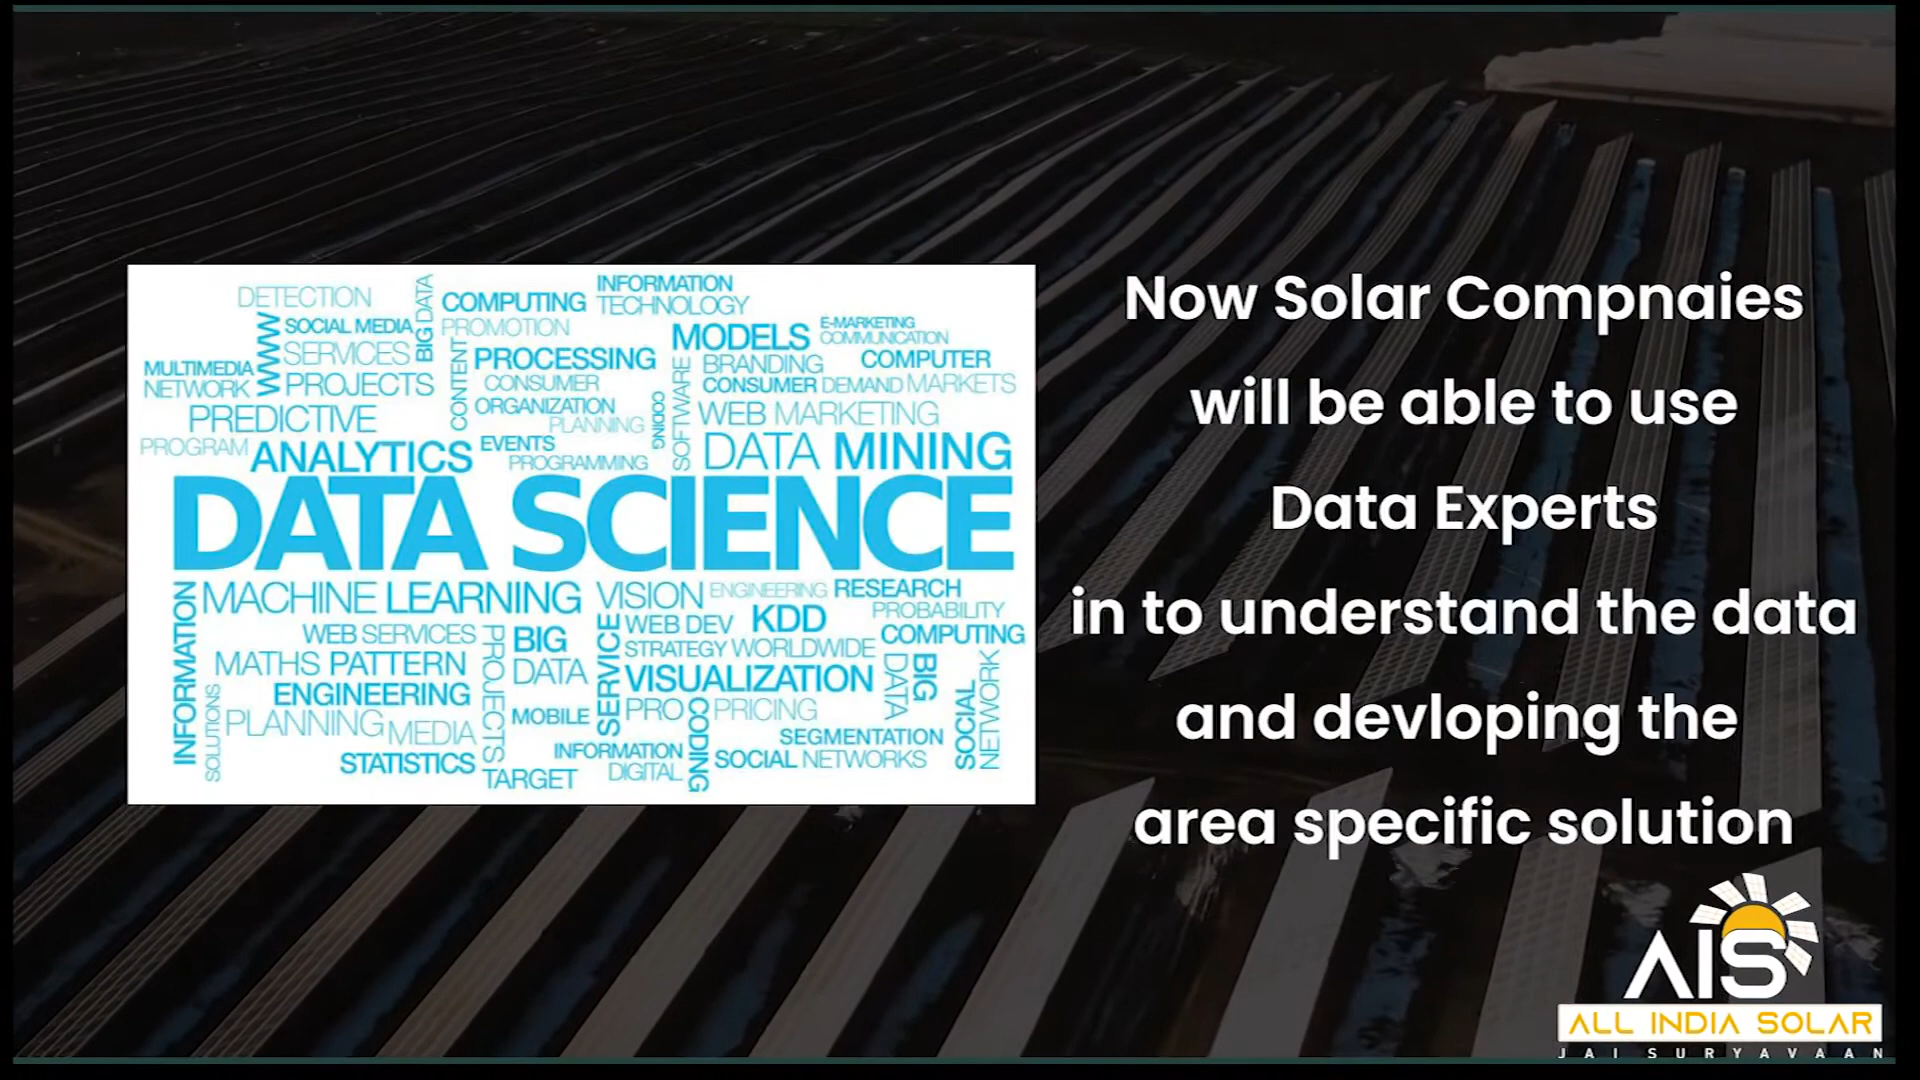 DETECTION
BIG DATA
COMPUTING
INFORMATION
TECHNOLOGY
WWW
SOCIAL MEDIA
PROMOTION
MODELS
E-MARKETING
COMMUNICATION
SERVICES
CONTENT
PROCESSING
BRANDING
COMPUTER
MULTIMEDIA
NETWORK
PROJECTS
CONSUMER
SOFTWARE
CONSUMER DEMAND MARKETS
PREDICTIVE
ORGANIZATION
CODING
WEB MARKETING
PLANNING
PROGRAM
ANALYTICS
EVENTS
PROGRAMMING
DATA MINING
DATA SCIENCE
INFORMATION
MACHINE LEARNING
VISION
ENGINEERING
RESEARCH
PROBABILITY
WEB SERVICES
PROJECTS
BIG
DATA
SERVICE
WEB DEV
KDD
COMPUTING
STRATEGY WORLDWIDE
MATHS PATTERN
VISUALIZATION
DATA
BIG
SOCIAL
NETWORK
ENGINEERING
SOLUTIONS
PLANNING
MEDIA
MOBILE
PRO
CODING
PRICING
SEGMENTATION
STATISTICS
TARGET
INFORMATION
DIGITAL
SOCIAL NETWORKS
Now Solar Compnaies
will be able to use
Data Experts
in to understand the data
and devloping the
area specific solution
AIS
ALL INDIA SOLAR
JAI SURYAVAAN